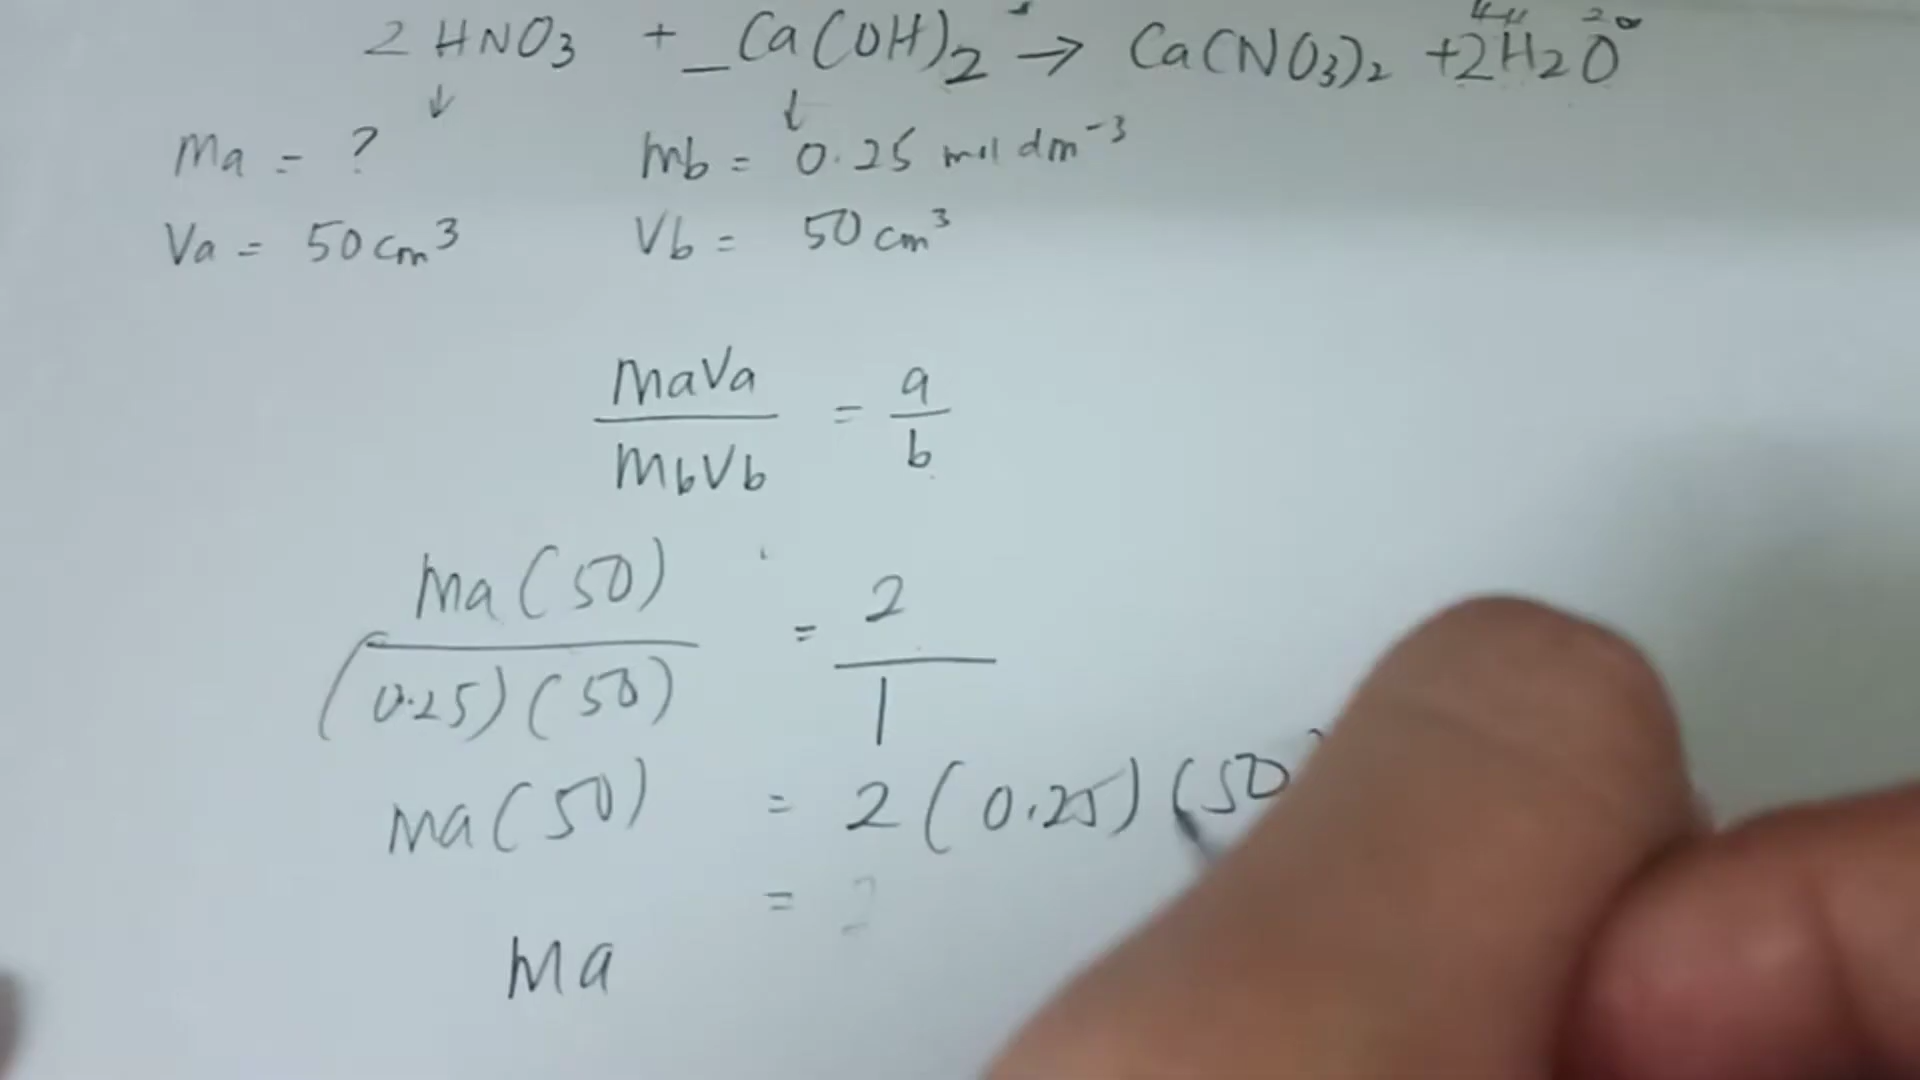 2 HNO3 + _Ca(OH)2 → Ca(NO3)2 + 2H2O
↓ ↓
Ma = ? Mb = 0.25 mol dm⁻³
Va = 50 cm³ Vb = 50 cm³
MaVa = a
MbVb b
Ma (50) = 2
(0.25) (50) 1
Ma (50) = 2 (0.25) (50
=
Ma